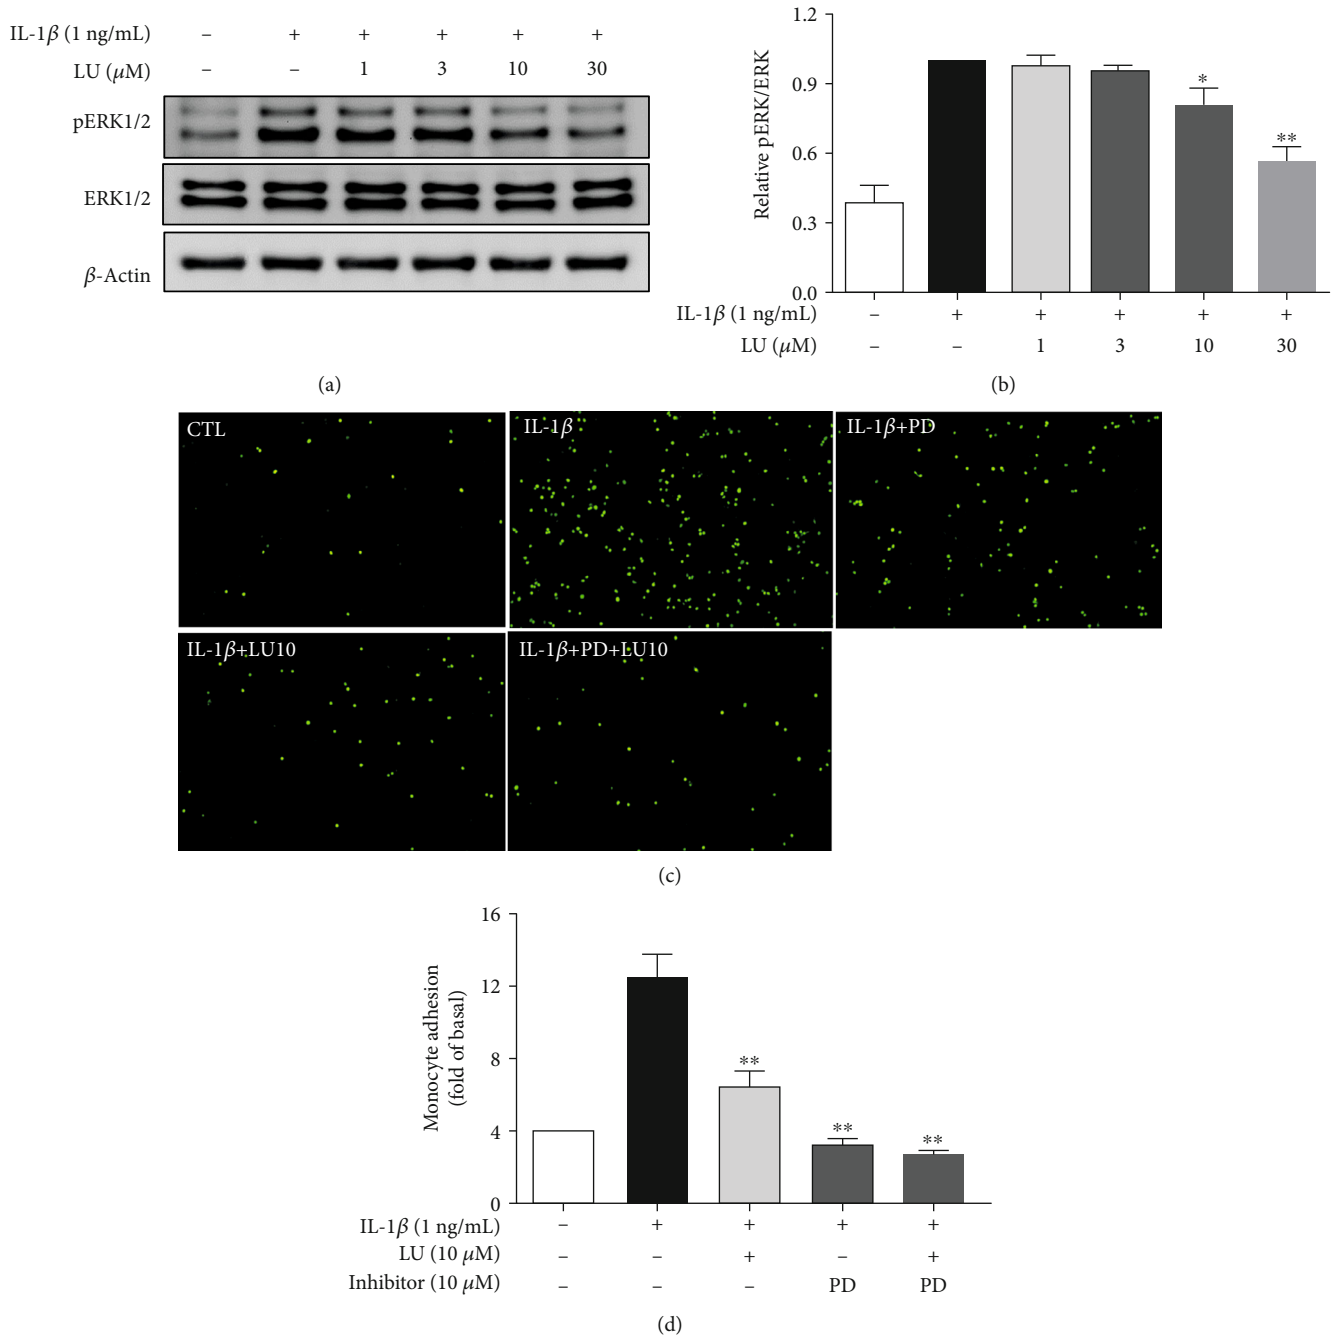 IL-1β (1 ng/mL) – + + + + +
LU (μM) – – 1 3 10 30
pERK1/2
ERK1/2
β-Actin
(a)
Relative pERK/ERK
1.2
0.9
0.6
0.3
0.0
*
**
IL-1β (1 ng/mL) – + + + + +
LU (μM) – – 1 3 10 30
(b)
CTL
IL-1β
IL-1β+PD
IL-1β+LU10
IL-1β+PD+LU10
(c)
Monocyte adhesion
(fold of basal)
16
12
8
4
0
**
**
**
IL-1β (1 ng/mL) – + + + +
LU (10 μM) – – + – +
Inhibitor (10 μM) – – – PD PD
(d)